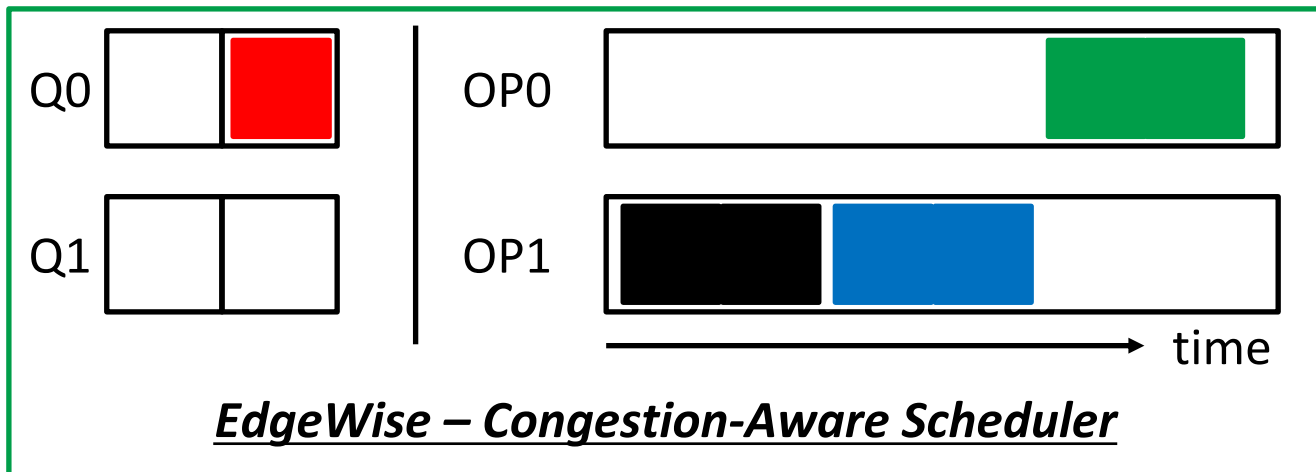 Q0
OP0
Q1
OP1
time
EdgeWise – Congestion-Aware Scheduler